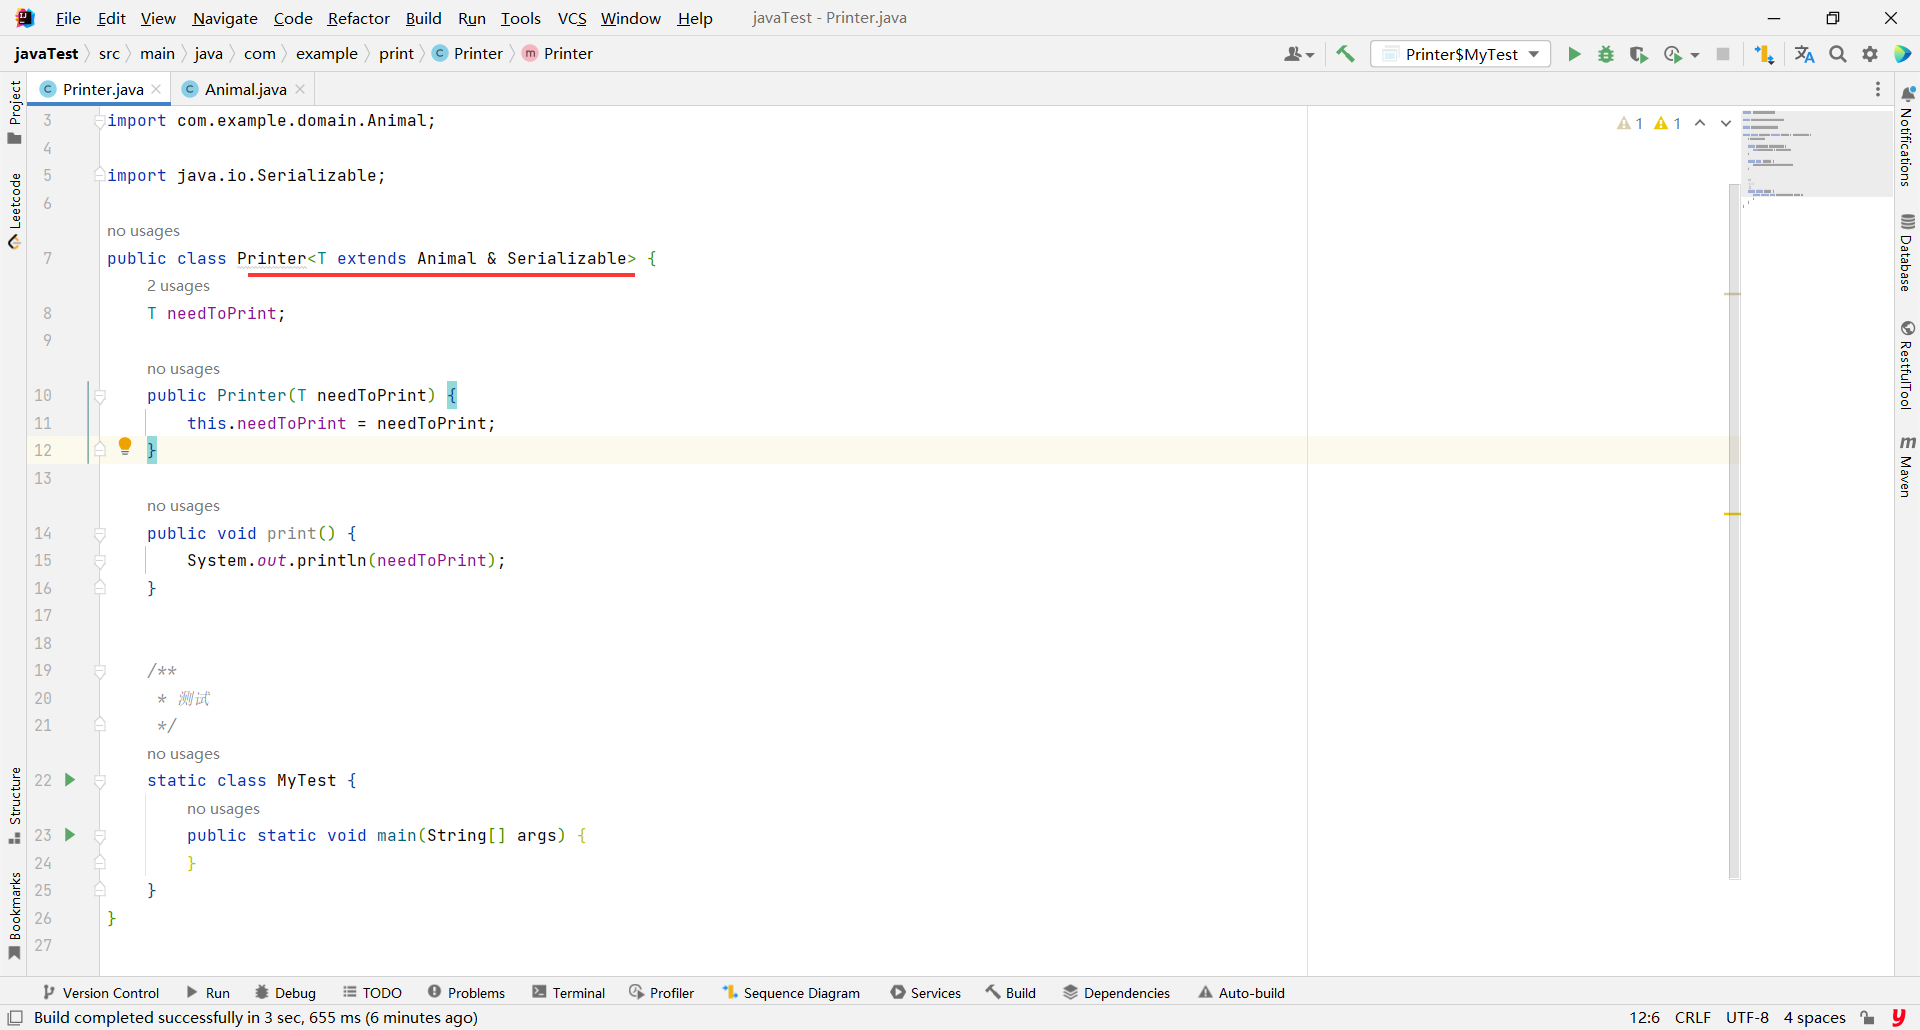 File Edit View Navigate Code Refactor Build Run Tools VCS Window Help javaTest - Printer.java
javaTest src main java com example print C Printer m Printer Printer$MyTest
C Printer.java C Animal.java
Project
Leetcode
Structure
Bookmarks
1 1
3 import com.example.domain.Animal;
4
5 import java.io.Serializable;
6
no usages
7 public class Printer<T extends Animal & Serializable> {
2 usages
8 T needToPrint;
9
no usages
10 public Printer(T needToPrint) {
11 this.needToPrint = needToPrint;
12 }
13
no usages
14 public void print() {
15 System.out.println(needToPrint);
16 }
17
18
19 /**
20 * 测试
21 */
no usages
22 static class MyTest {
no usages
23 public static void main(String[] args) {
24 }
25 }
26 }
27
Notifications
Database
RestfulTool
m Maven
Version Control Run Debug TODO Problems Terminal Profiler Sequence Diagram Services Build Dependencies Auto-build
Build completed successfully in 3 sec, 655 ms (6 minutes ago) 12:6 CRLF UTF-8 4 spaces y